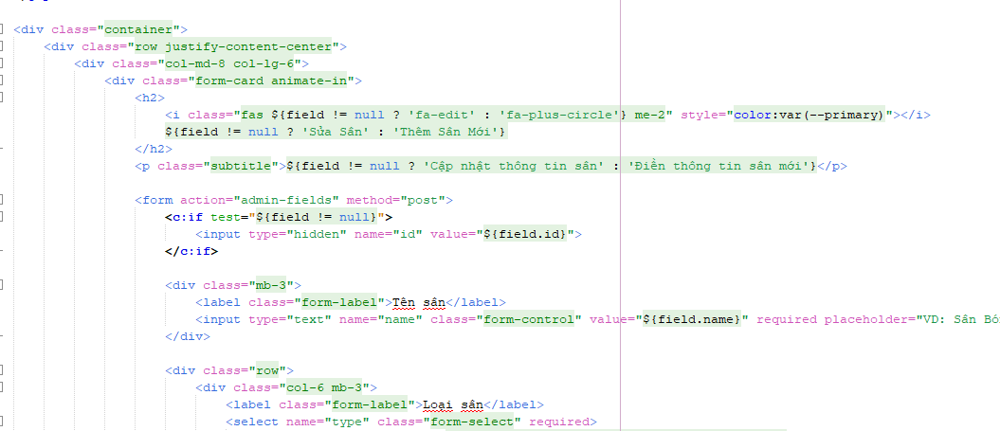 <div class="container">
<div class="row justify-content-center">
<div class="col-md-8 col-lg-6">
<div class="form-card animate-in">
<h2>
<i class="fas ${field != null ? 'fa-edit' : 'fa-plus-circle'} me-2" style="color:var(--primary)"></i>
${field != null ? 'Sửa Sân' : 'Thêm Sân Mới'}
</h2>
<p class="subtitle">${field != null ? 'Cập nhật thông tin sân' : 'Điền thông tin sân mới'}</p>
<form action="admin-fields" method="post">
<c:if test="${field != null}">
<input type="hidden" name="id" value="${field.id}">
</c:if>
<div class="mb-3">
<label class="form-label">Tên sân</label>
<input type="text" name="name" class="form-control" value="${field.name}" required placeholder="VD: Sân Bó
</div>
<div class="row">
<div class="col-6 mb-3">
<label class="form-label">Loại sân</label>
<select name="type" class="form-select" required>